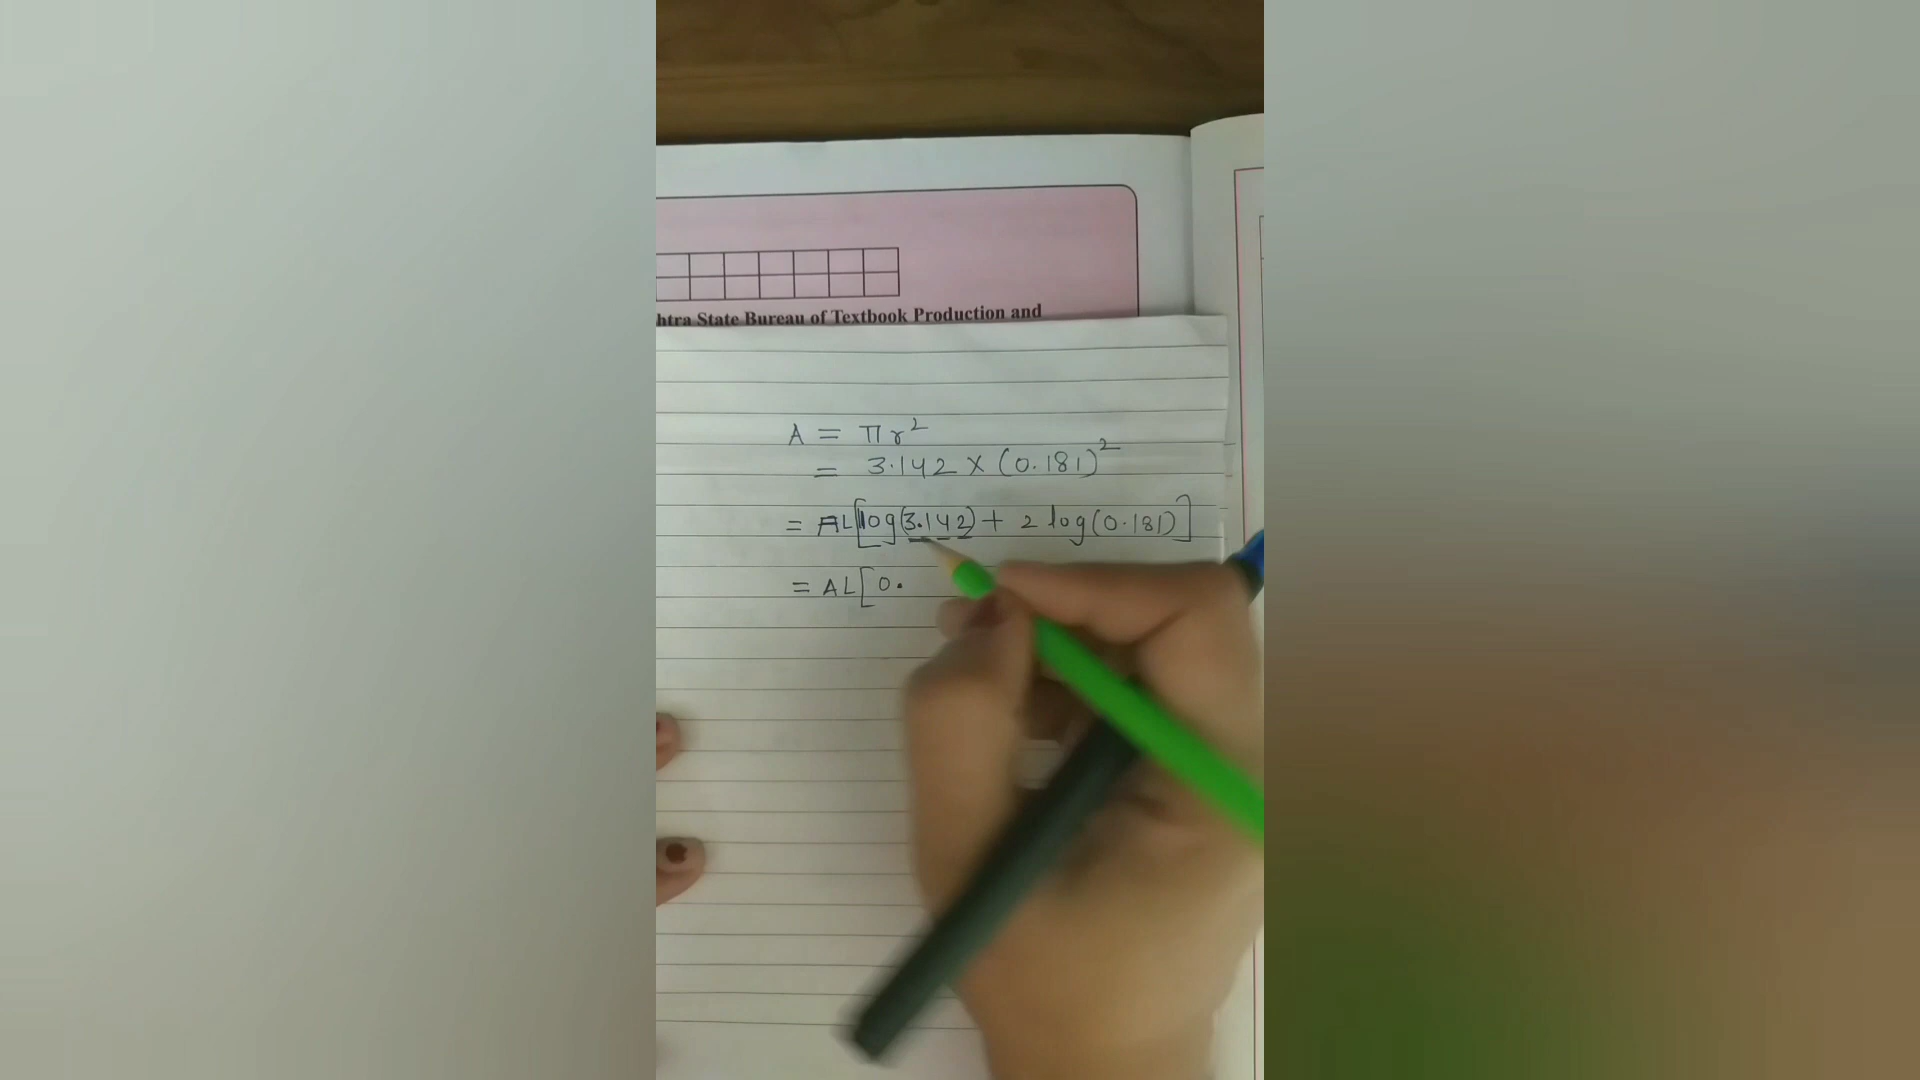 htra State Bureau of Textbook Production and
A = πr²
= 3.142 × (0.181)²
= AL[log(3.142) + 2 log(0.181)]
= AL[0.